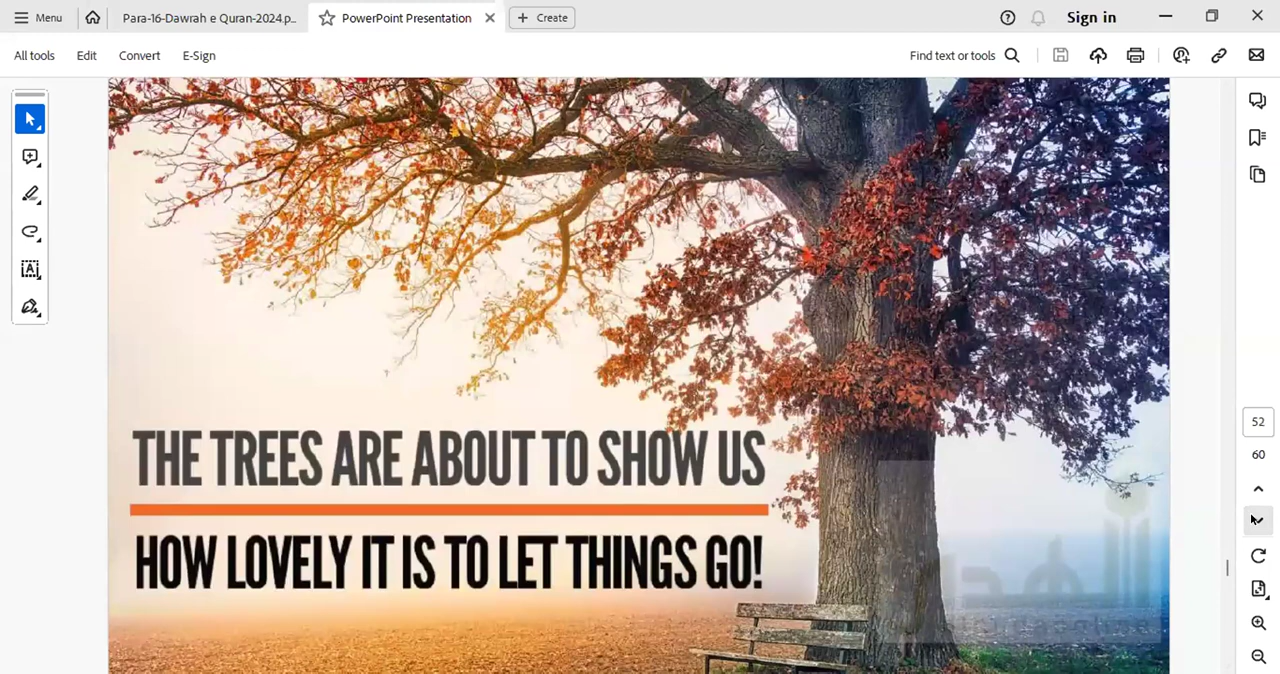 Menu
Para-16-Dawrah e Quran-2024.p...
PowerPoint Presentation
Create
Sign in
All tools
Edit
Convert
E-Sign
Find text or tools
THE TREES ARE ABOUT TO SHOW US
HOW LOVELY IT IS TO LET THINGS GO!
52
60